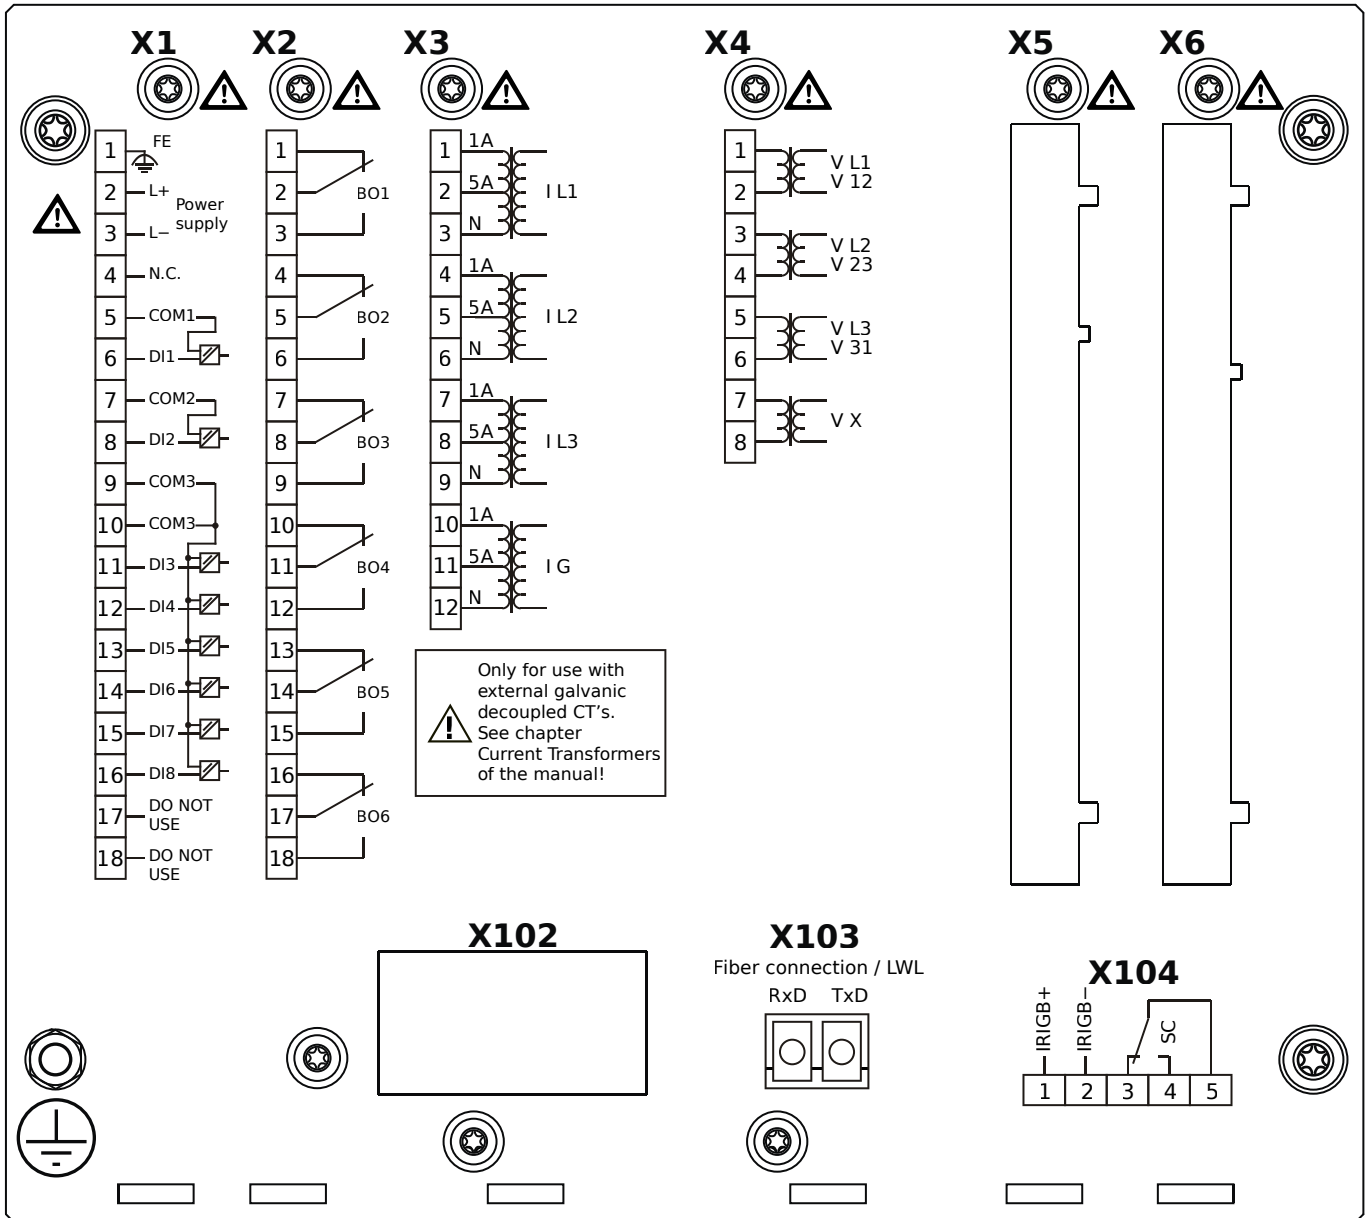 X1
X2
X3
X4
X5
X6
1 FE
2 L+
Power
supply
3 L−
4 N.C.
5 COM1
6 DI1
7 COM2
8 DI2
9 COM3
10 COM3
11 DI3
12 DI4
13 DI5
14 DI6
15 DI7
16 DI8
17 DO NOT
USE
18 DO NOT
USE
1
2 BO1
3
4
5 BO2
6
7
8 BO3
9
10
11 BO4
12
13
14 BO5
15
16
17 BO6
18
1 1A
2 5A I L1
3 N
4 1A
5 5A I L2
6 N
7 1A
8 5A I L3
9 N
10 1A
11 5A I G
12 N
Only for use with
external galvanic
decoupled CT's.
See chapter
Current Transformers
of the manual!
1 V L1
2 V 12
3 V L2
4 V 23
5 V L3
6 V 31
7 V X
8
X102
X103
Fiber connection / LWL
RxD TxD
X104
IRIGB+
IRIGB−
SC
1 2 3 4 5